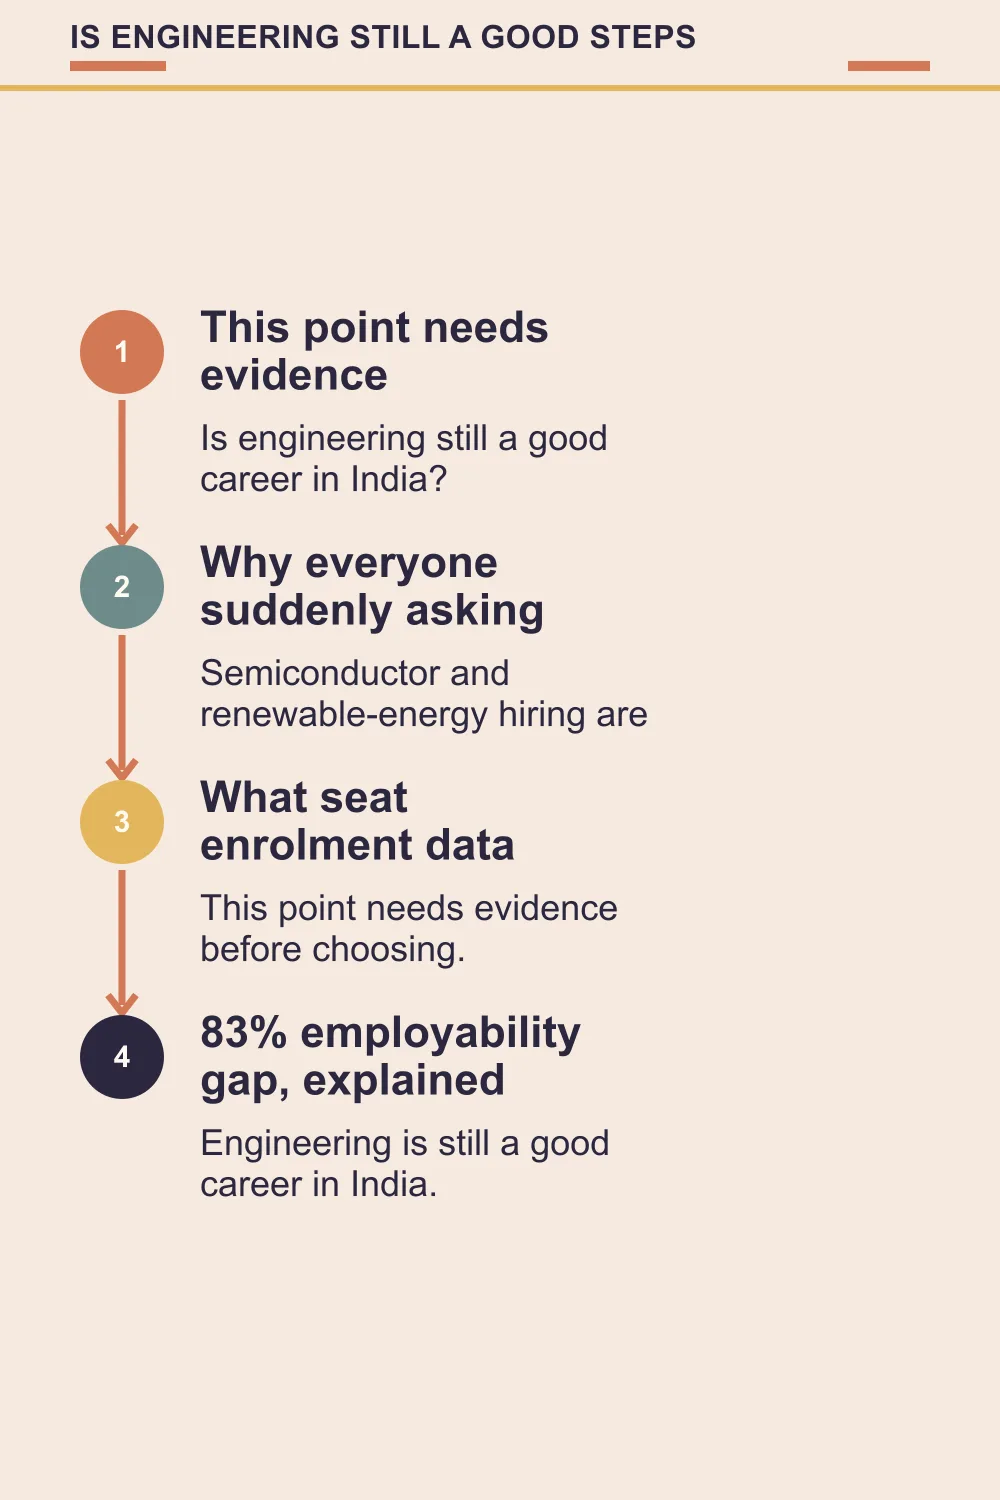 IS ENGINEERING STILL A GOOD STEPS
1
This point needs
evidence
Is engineering still a good
career in India?
2
Why everyone
suddenly asking
Semiconductor and
renewable-energy hiring are
3
What seat
enrolment data
This point needs evidence
before choosing.
4
83% employability
gap, explained
Engineering is still a good
career in India.